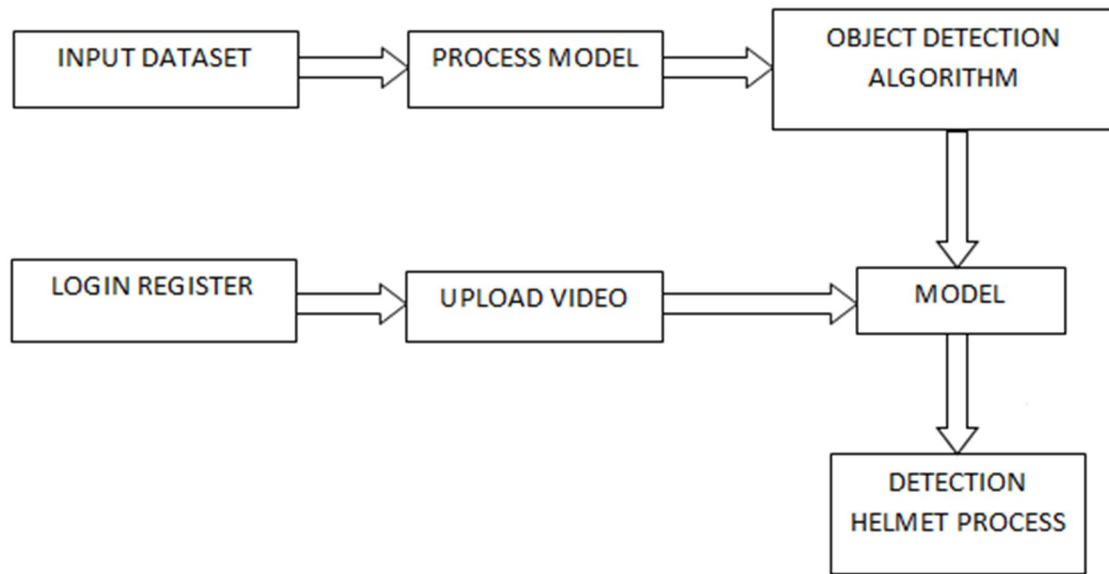 INPUT DATASET
PROCESS MODEL
OBJECT DETECTION
ALGORITHM
LOGIN REGISTER
UPLOAD VIDEO
MODEL
DETECTION
HELMET PROCESS